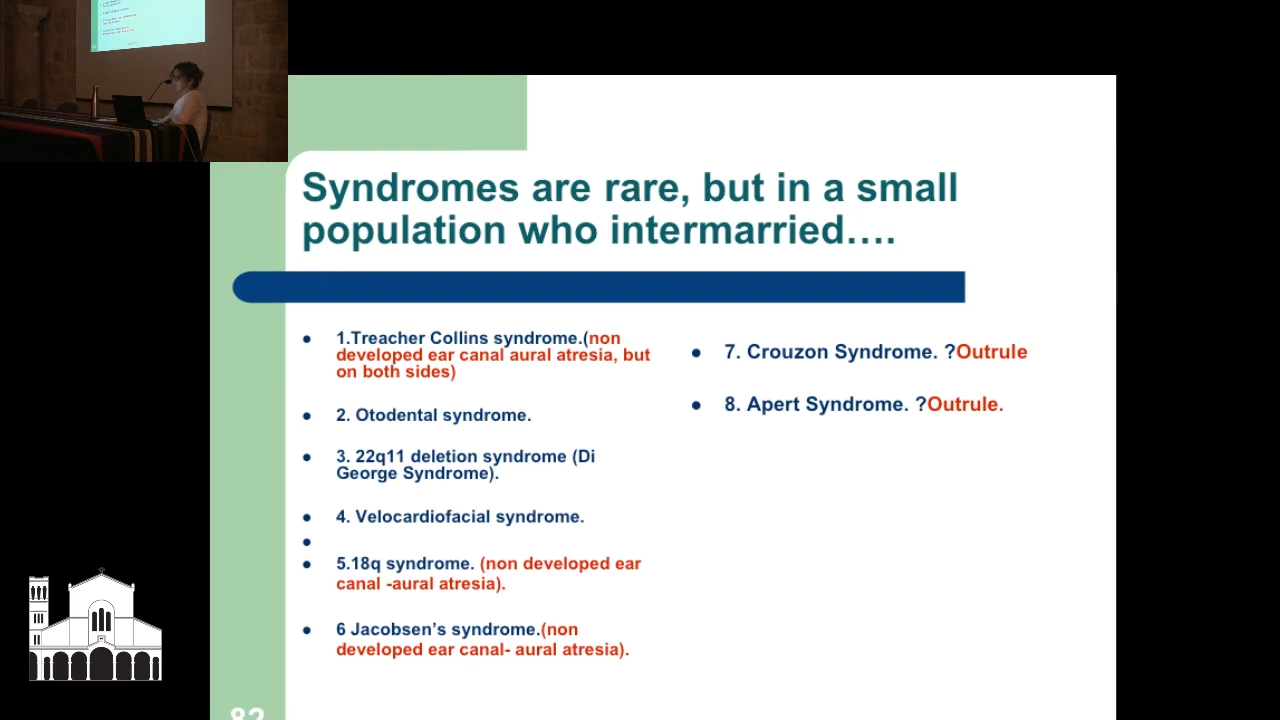 Syndromes are rare, but in a small
population who intermarried....
1.Treacher Collins syndrome.(non
developed ear canal aural atresia, but
on both sides)
2. Otodental syndrome.
3. 22q11 deletion syndrome (Di
George Syndrome).
4. Velocardiofacial syndrome.
5.18q syndrome. (non developed ear
canal -aural atresia).
6 Jacobsen’s syndrome.(non
developed ear canal- aural atresia).
7. Crouzon Syndrome. ?Outrule
8. Apert Syndrome. ?Outrule.
82